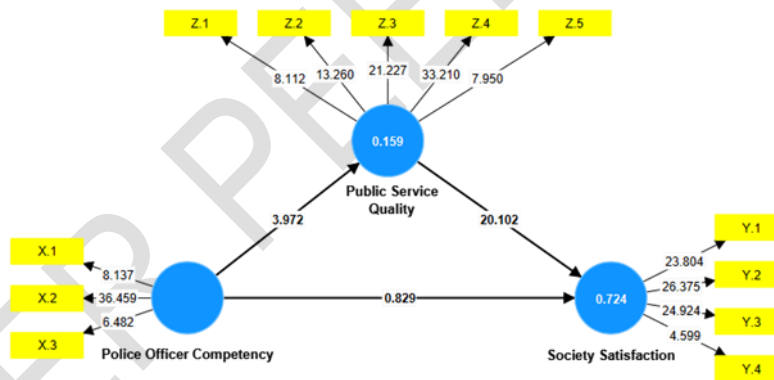 Z.1 Z.2 Z.3 Z.4 Z.5
8.112 13.260 21.227 33.210 7.950
0.159
Public Service
Quality
3.972 20.102
X.1
X.2
X.3
8.137
36.459
6.482
Police Officer Competency
0.829
0.724
Society Satisfaction
23.804
26.375
24.924
4.599
Y.1
Y.2
Y.3
Y.4